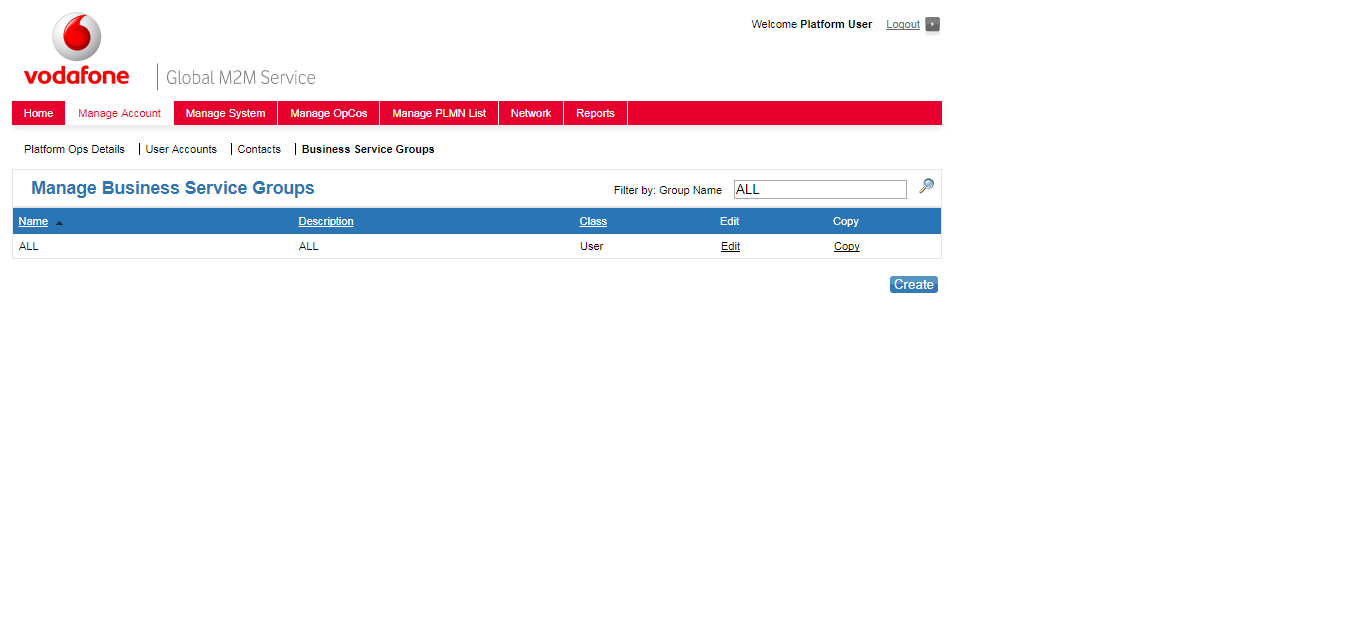 Welcome Platform User Logout
vodafone Global M2M Service
Home Manage Account Manage System Manage OpCos Manage PLMN List Network Reports
Platform Ops Details User Accounts Contacts Business Service Groups
Manage Business Service Groups Filter by: Group Name ALL
Name Description Class Edit Copy
ALL ALL User Edit Copy
Create